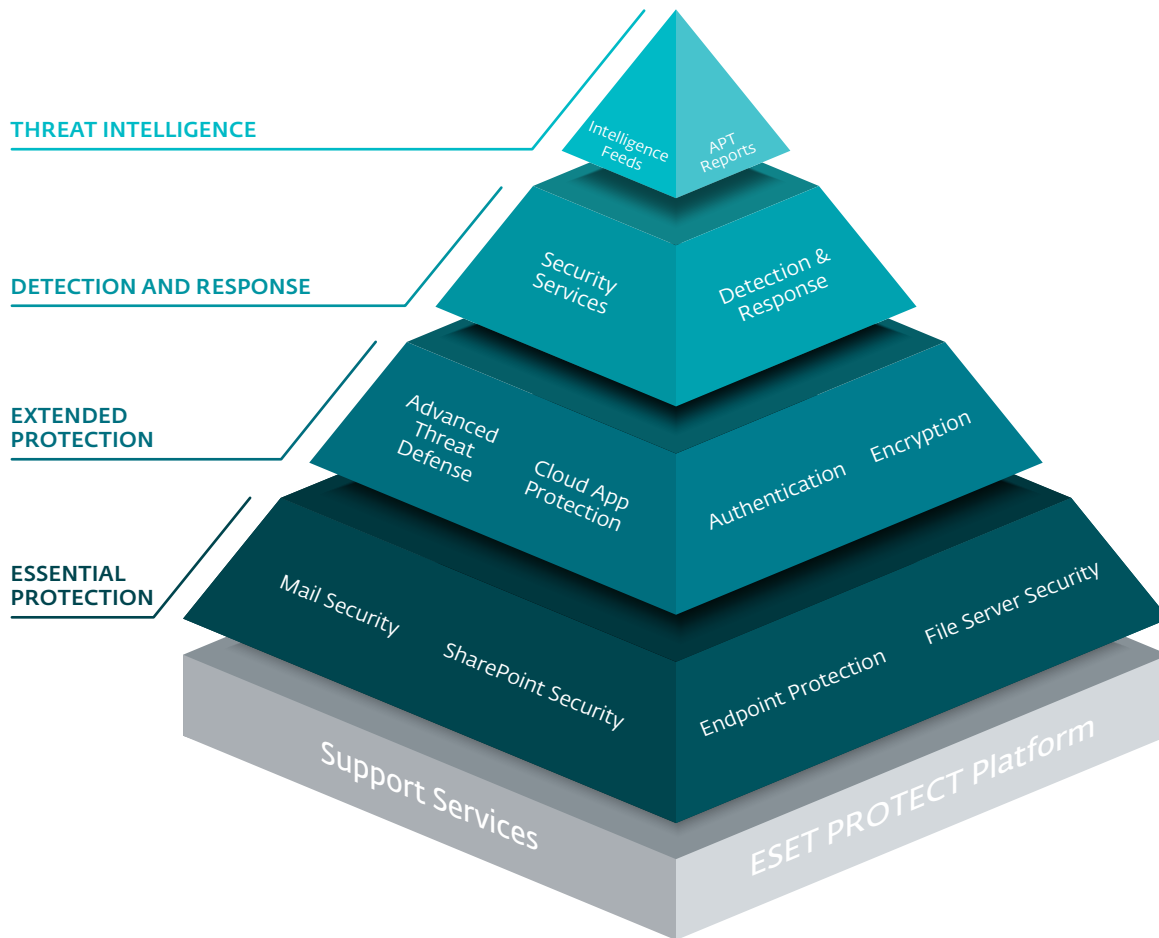 THREAT INTELLIGENCE
Intelligence
Feeds
APT
Reports
DETECTION AND RESPONSE
Security
Services
Detection &
Response
EXTENDED
PROTECTION
Advanced
Threat
Defense
Cloud App
Protection
Authentication
Encryption
ESSENTIAL
PROTECTION
Mail Security
SharePoint Security
Endpoint Protection
File Server Security
Support Services
ESET PROTECT Platform